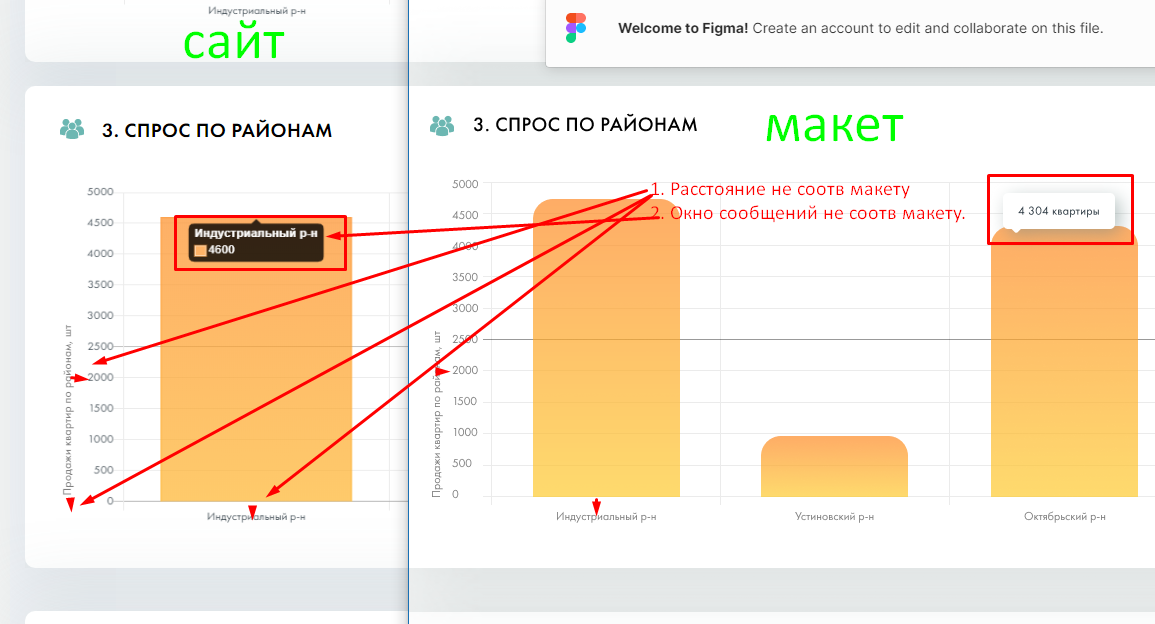 Индустриальный р-н
сайт
Welcome to Figma! Create an account to edit and collaborate on this file.
3. СПРОС ПО РАЙОНАМ
5000
4500
4000
3500
3000
2500
2000
1500
1000
500
0
Продажи квартир по районам, шт
Индустриальный р-н
4600
Индустриальный р-н
3. СПРОС ПО РАЙОНАМ
макет
1. Расстояние не соотв макету
2. Окно сообщений не соотв макету.
5000
4500
4000
3500
3000
2500
2000
1500
1000
500
0
Продажи квартир по районам, шт
4 304 квартиры
Индустриальный р-н
Устиновский р-н
Октябрьский р-н